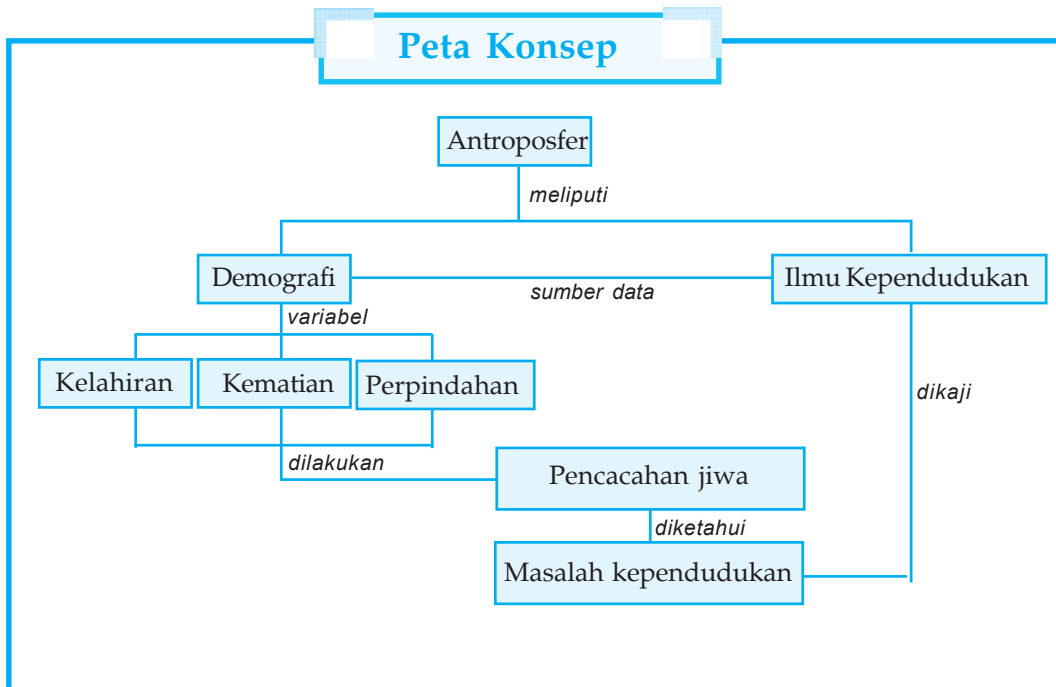 Peta Konsep
Antroposfer
meliputi
Demografi
sumber data
Ilmu Kependudukan
variabel
Kelahiran
Kematian
Perpindahan
dikaji
dilakukan
Pencacahan jiwa
diketahui
Masalah kependudukan